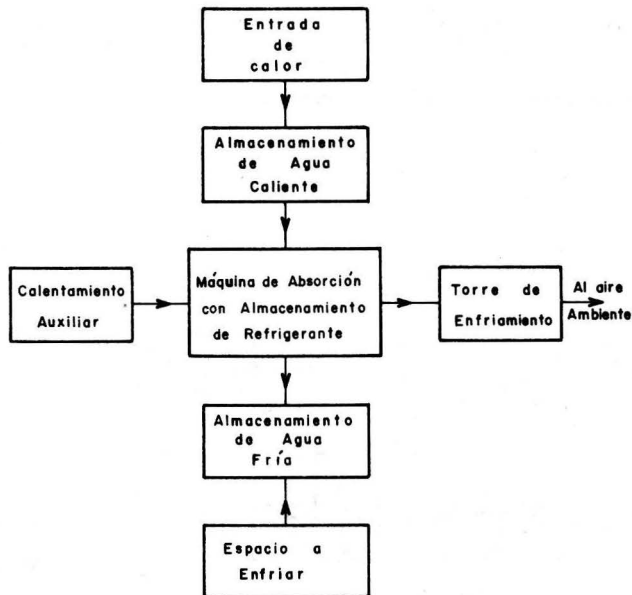 Entrada
de
calor
Almacenamiento
de Agua
Caliente
Calentamiento
Auxiliar
Máquina de Absorción
con Almacenamiento
de Refrigerante
Torre de
Enfriamiento
Al aire
Ambiente
Almacenamiento
de Agua
Fría
Espacio a
Enfriar